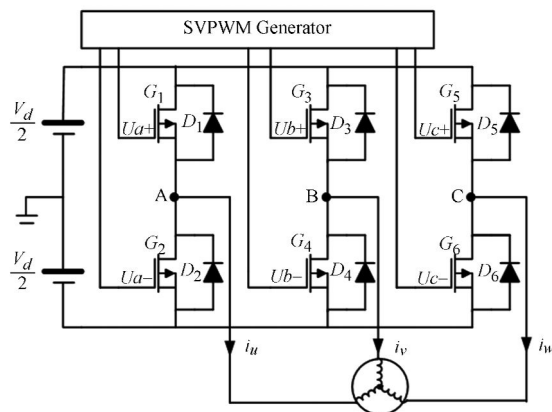 SVPWM Generator
G1 G3 G5
Vd/2 Ua+ D1 Ub+ D3 Uc+ D5
A B C
G2 G4 G6
Vd/2 Ua− D2 Ub− D4 Uc− D6
iu iv iw